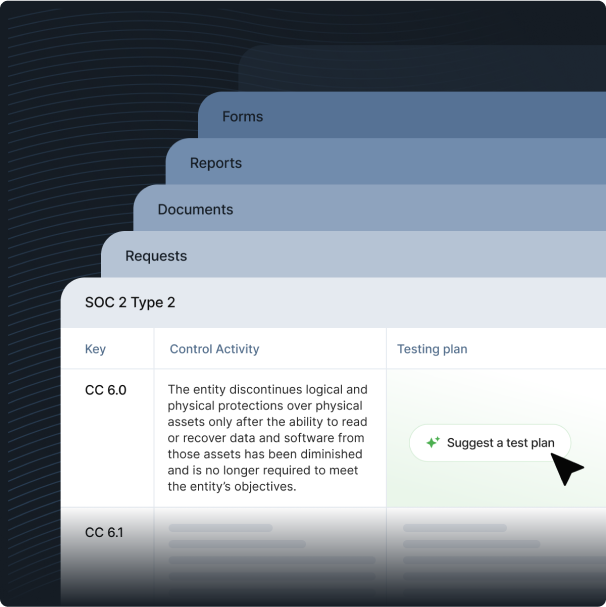 Forms
Reports
Documents
Requests
SOC 2 Type 2
Key
Control Activity
Testing plan
CC 6.0
The entity discontinues logical and
physical protections over physical
assets only after the ability to read
or recover data and software from
those assets has been diminished
and is no longer required to meet
the entity’s objectives.
Suggest a test plan
CC 6.1